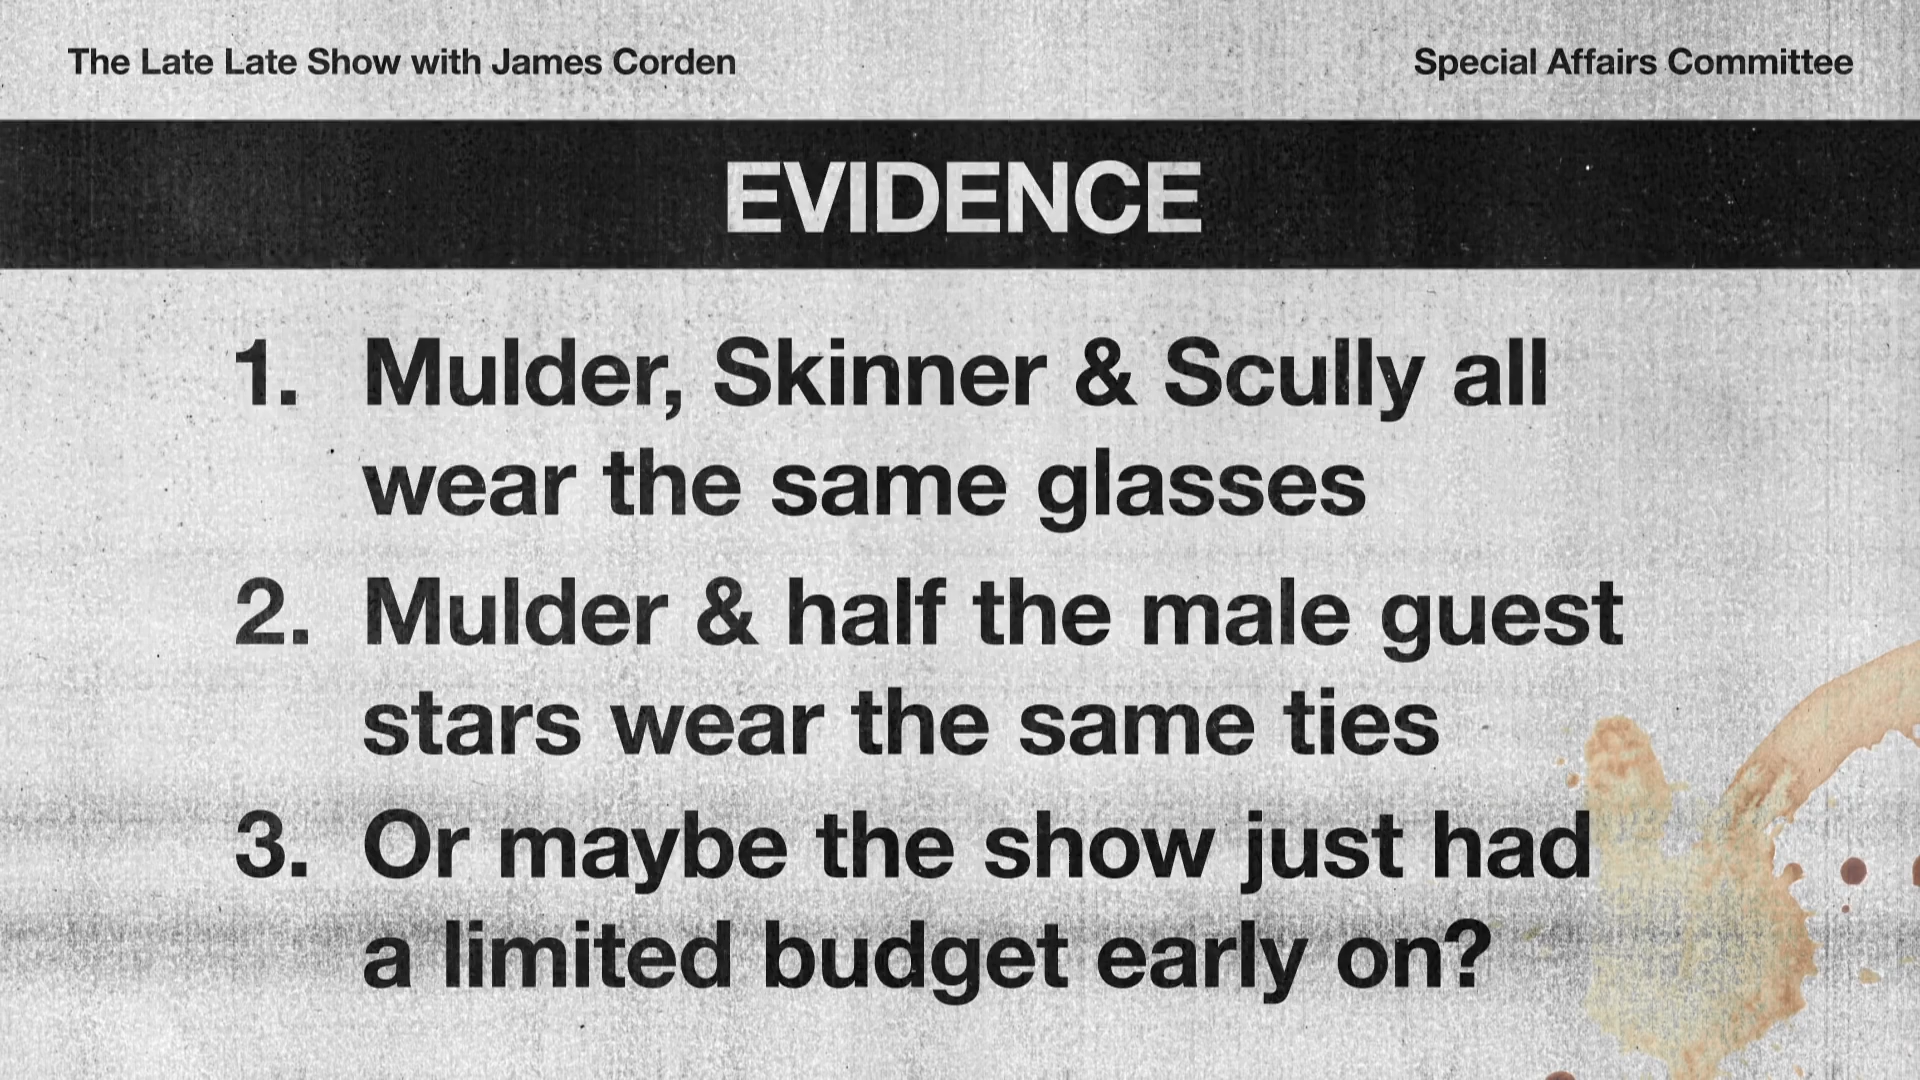 The Late Late Show with James Corden
Special Affairs Committee
EVIDENCE
1. Mulder, Skinner & Scully all
wear the same glasses
2. Mulder & half the male guest
stars wear the same ties
3. Or maybe the show just had
a limited budget early on?